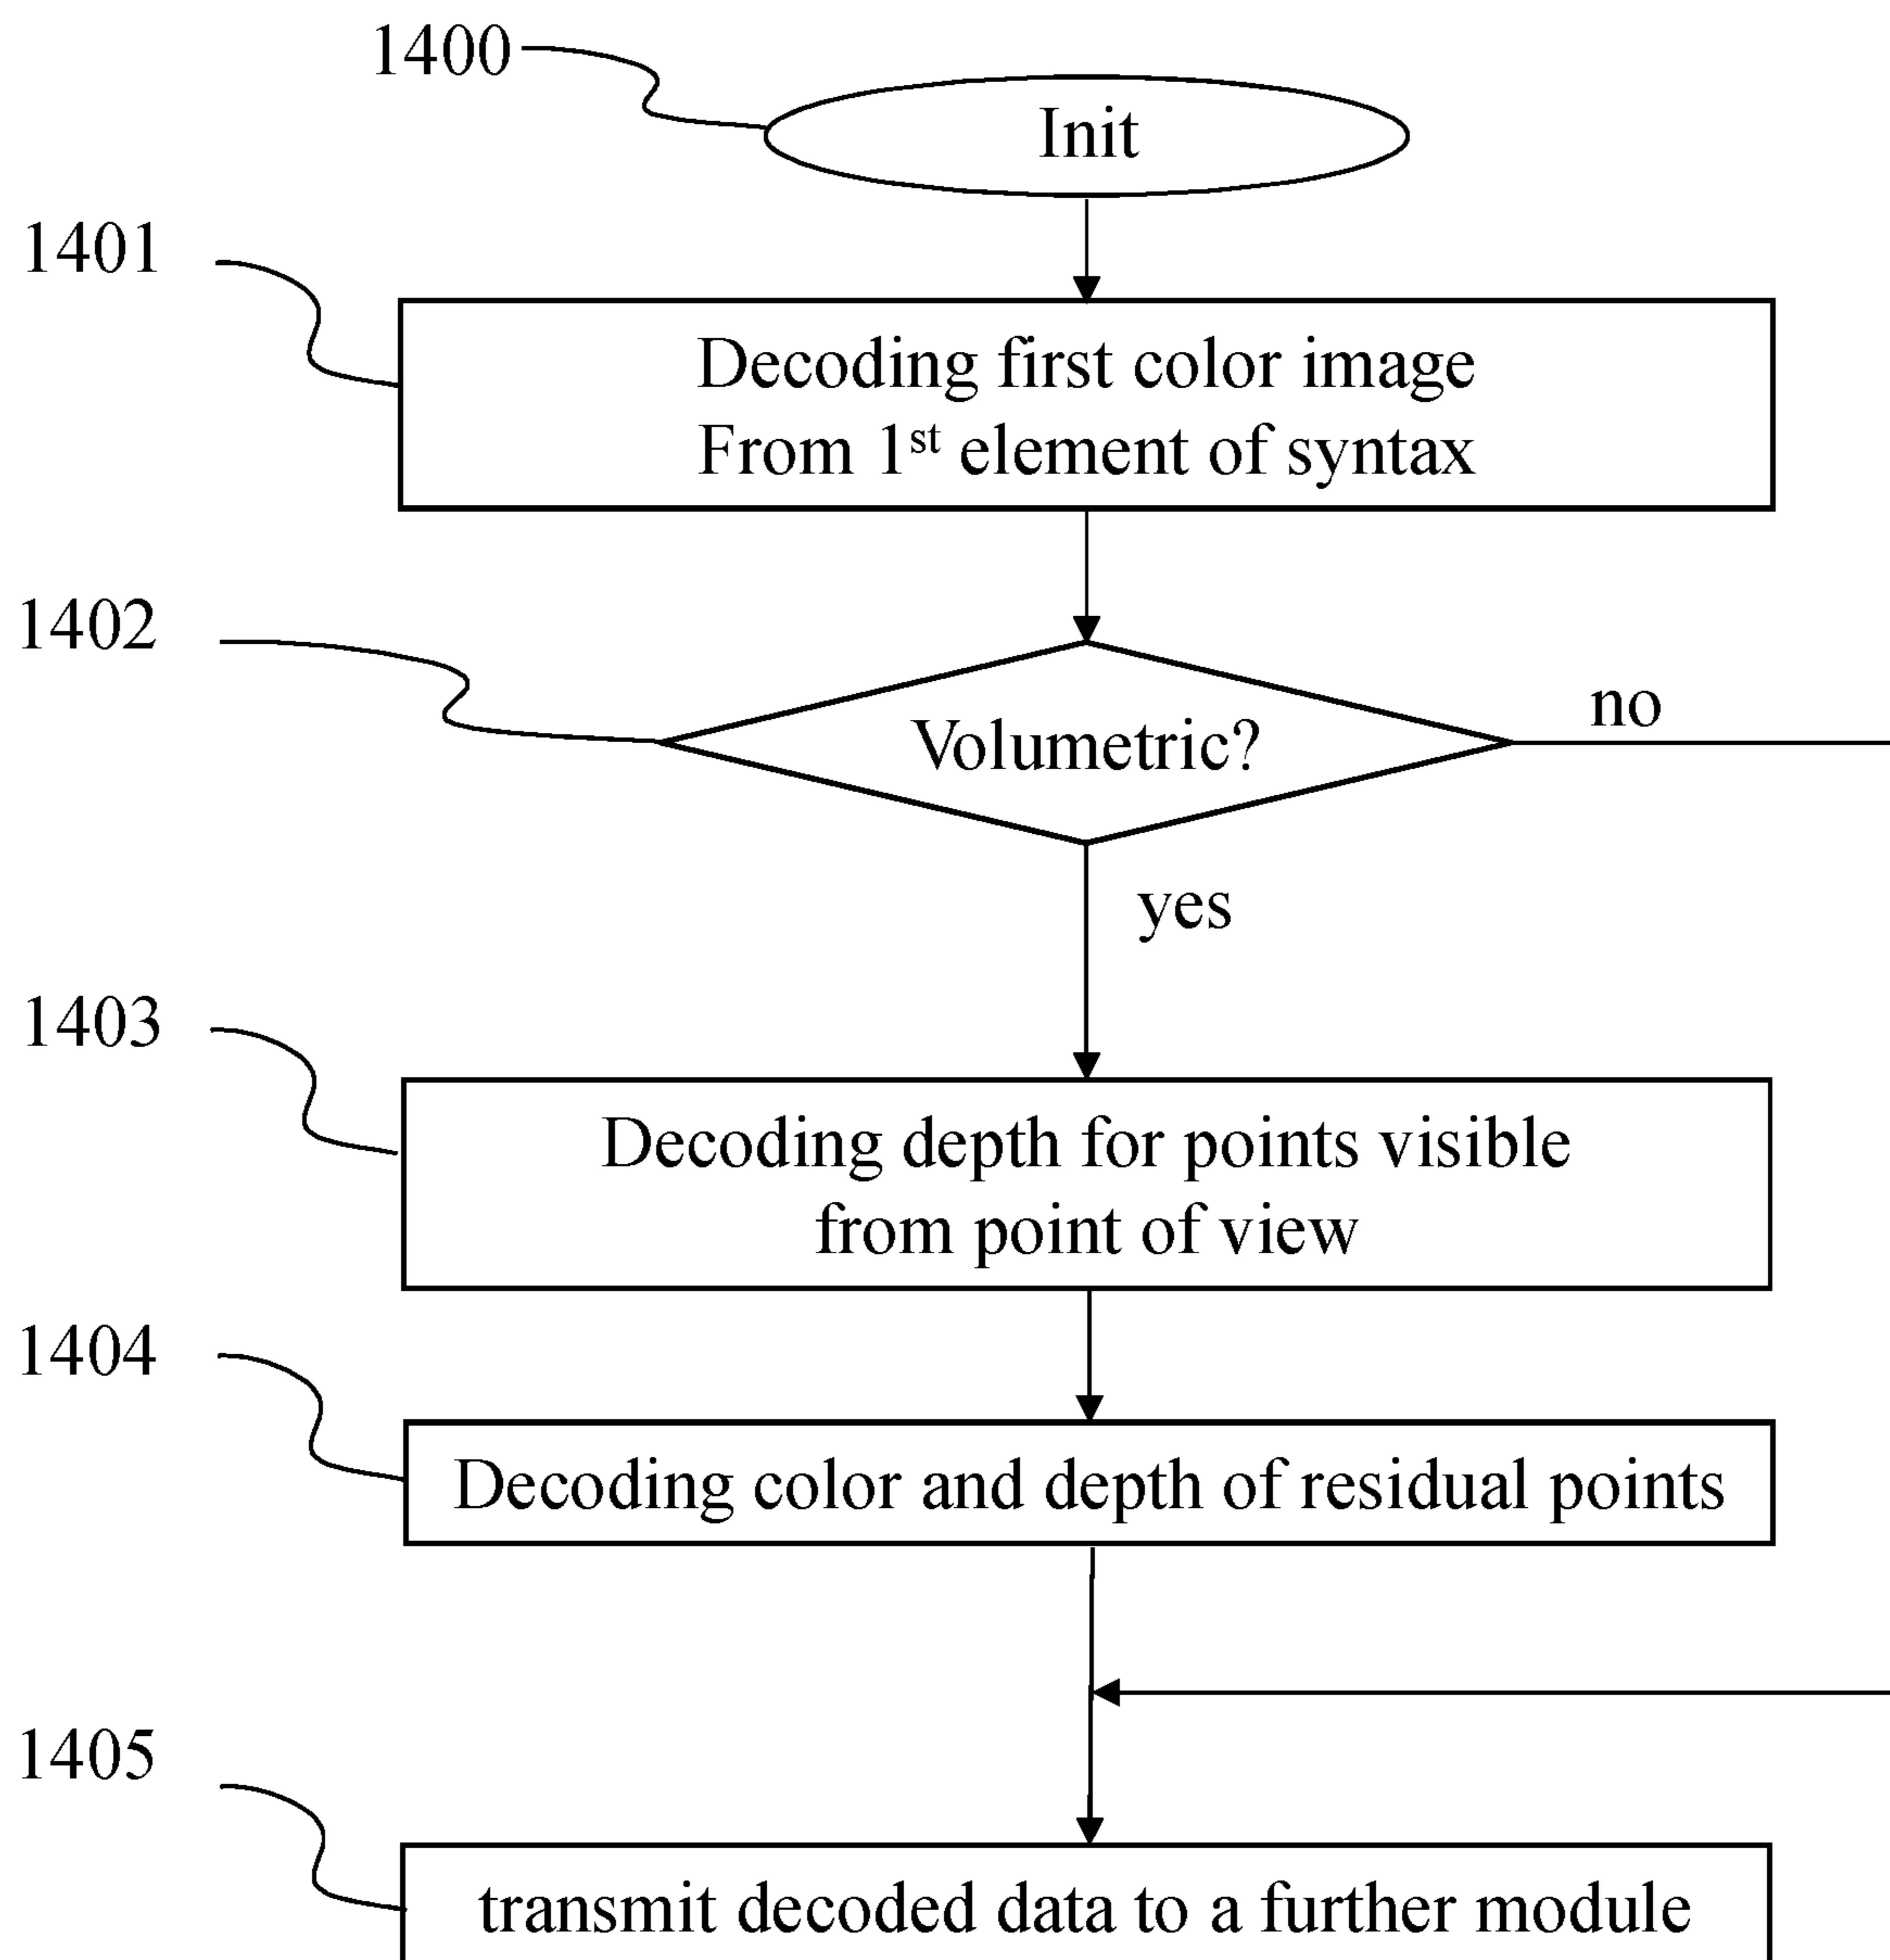 1400
Init
1401
Decoding first color image
From 1st element of syntax
1402
Volumetric?
no
yes
1403
Decoding depth for points visible
from point of view
1404
Decoding color and depth of residual points
1405
transmit decoded data to a further module